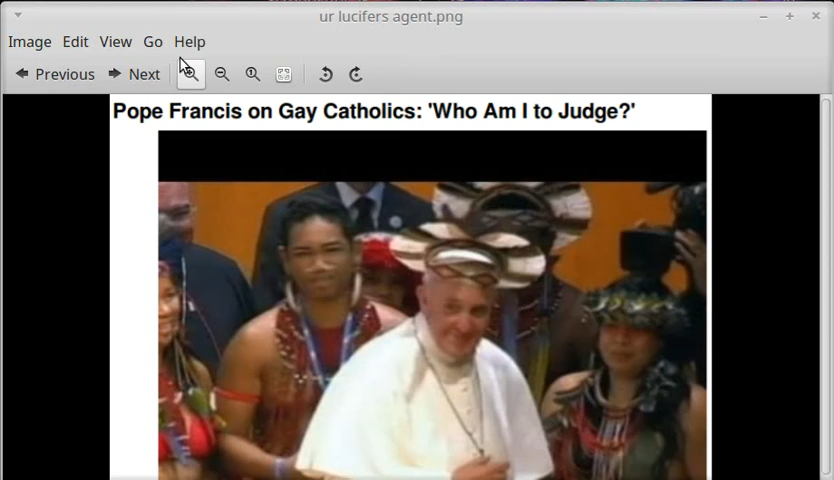 ur lucifers agent.png
Image Edit View Go Help
Previous Next
Pope Francis on Gay Catholics: 'Who Am I to Judge?'